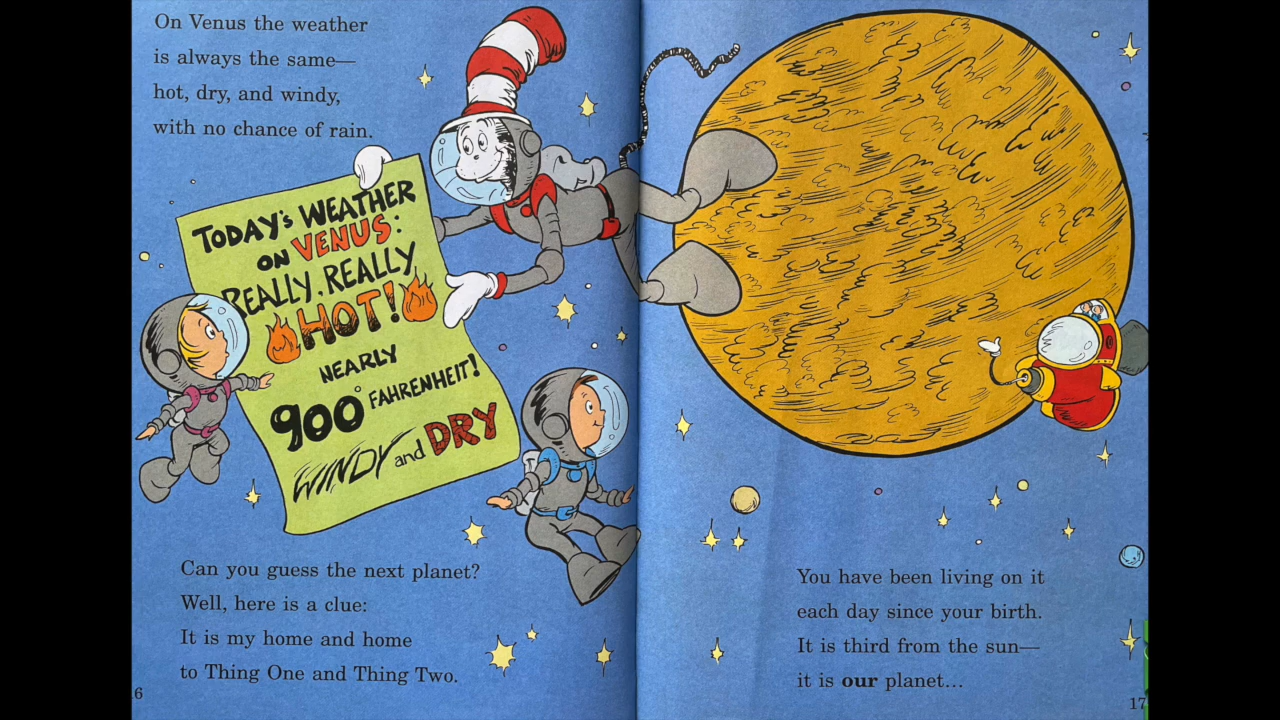 On Venus the weather
is always the same—
hot, dry, and windy,
with no chance of rain.
TODAY'S WEATHER
ON VENUS:
REALLY, REALLY
HOT!
NEARLY
900° FAHRENHEIT!
WINDY and DRY
Can you guess the next planet?
Well, here is a clue:
It is my home and home
to Thing One and Thing Two.
6
You have been living on it
each day since your birth.
It is third from the sun—
it is our planet...
17